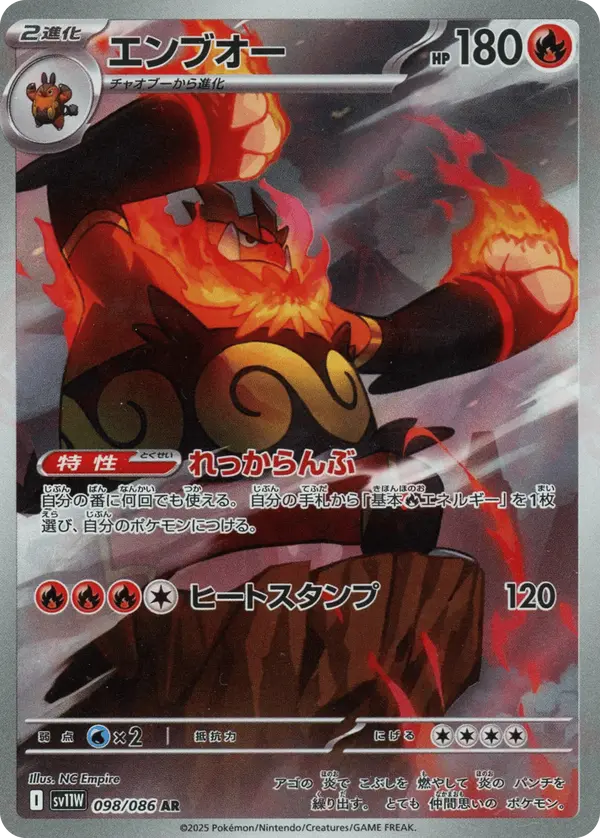 2進化
エンブオー
HP180
チャオブーから進化
特性 れっからんぶ
自分の番に何回でも使える。自分の手札から「基本エネルギー」を1枚
選び、自分のポケモンにつける。
ヒートスタンプ 120
弱点 ×2 抵抗力 にげる
Illus. NC Empire
I sv11W 098/086 AR
アゴの 炎で こぶしを 燃やして 炎の パンチを
繰り出す。 とても 仲間思いの ポケモン。
©2025 Pokémon/Nintendo/Creatures/GAME FREAK.